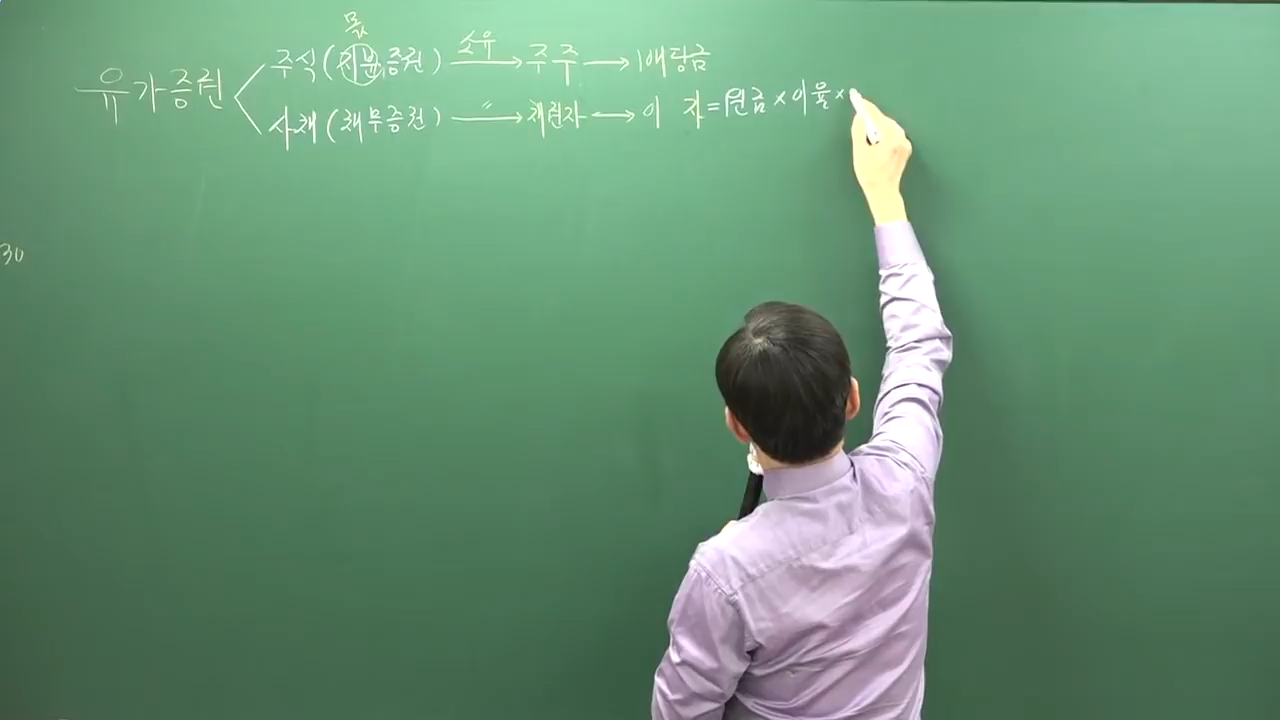 몫
유가증권 < 주식(지분증권) 소유 → 주주 → 배당금
사채(채무증권) 〃 → 채권자 ↔ 이 자 = 원금 × 이율 ×
30